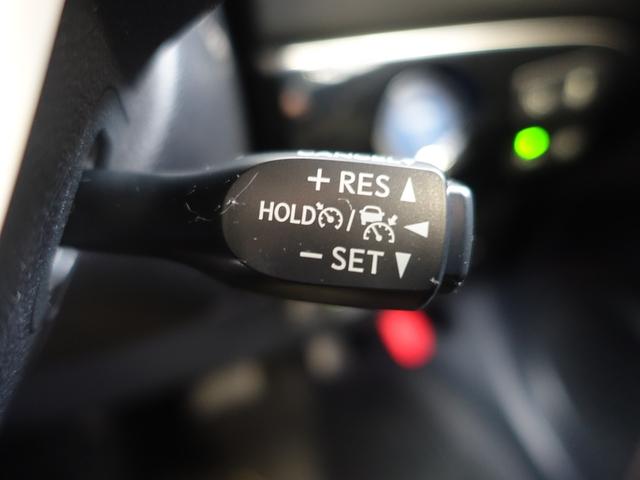 + RES
HOLD /
− SET